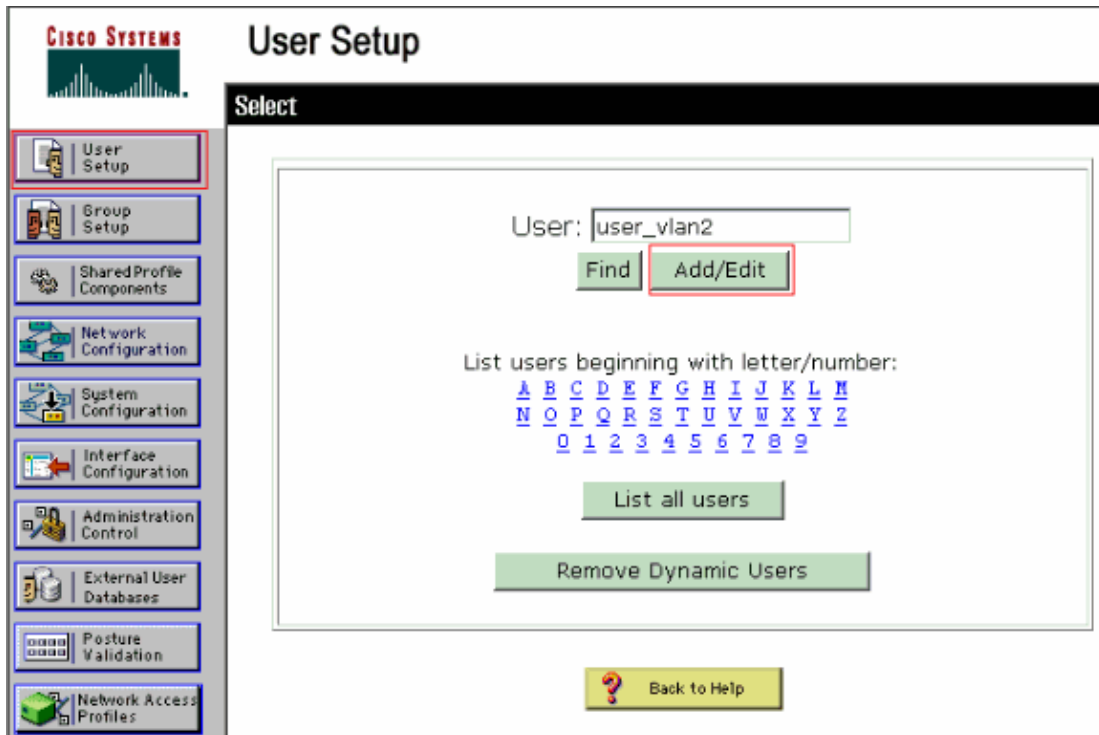 CISCO SYSTEMS
User Setup
Select
User
Setup
Group
Setup
Shared Profile
Components
Network
Configuration
System
Configuration
Interface
Configuration
Administration
Control
External User
Databases
Posture
Validation
Network Access
Profiles
User: user_vlan2
Find Add/Edit
List users beginning with letter/number:
A B C D E F G H I J K L M
N O P Q R S T U V W X Y Z
0 1 2 3 4 5 6 7 8 9
List all users
Remove Dynamic Users
? Back to Help